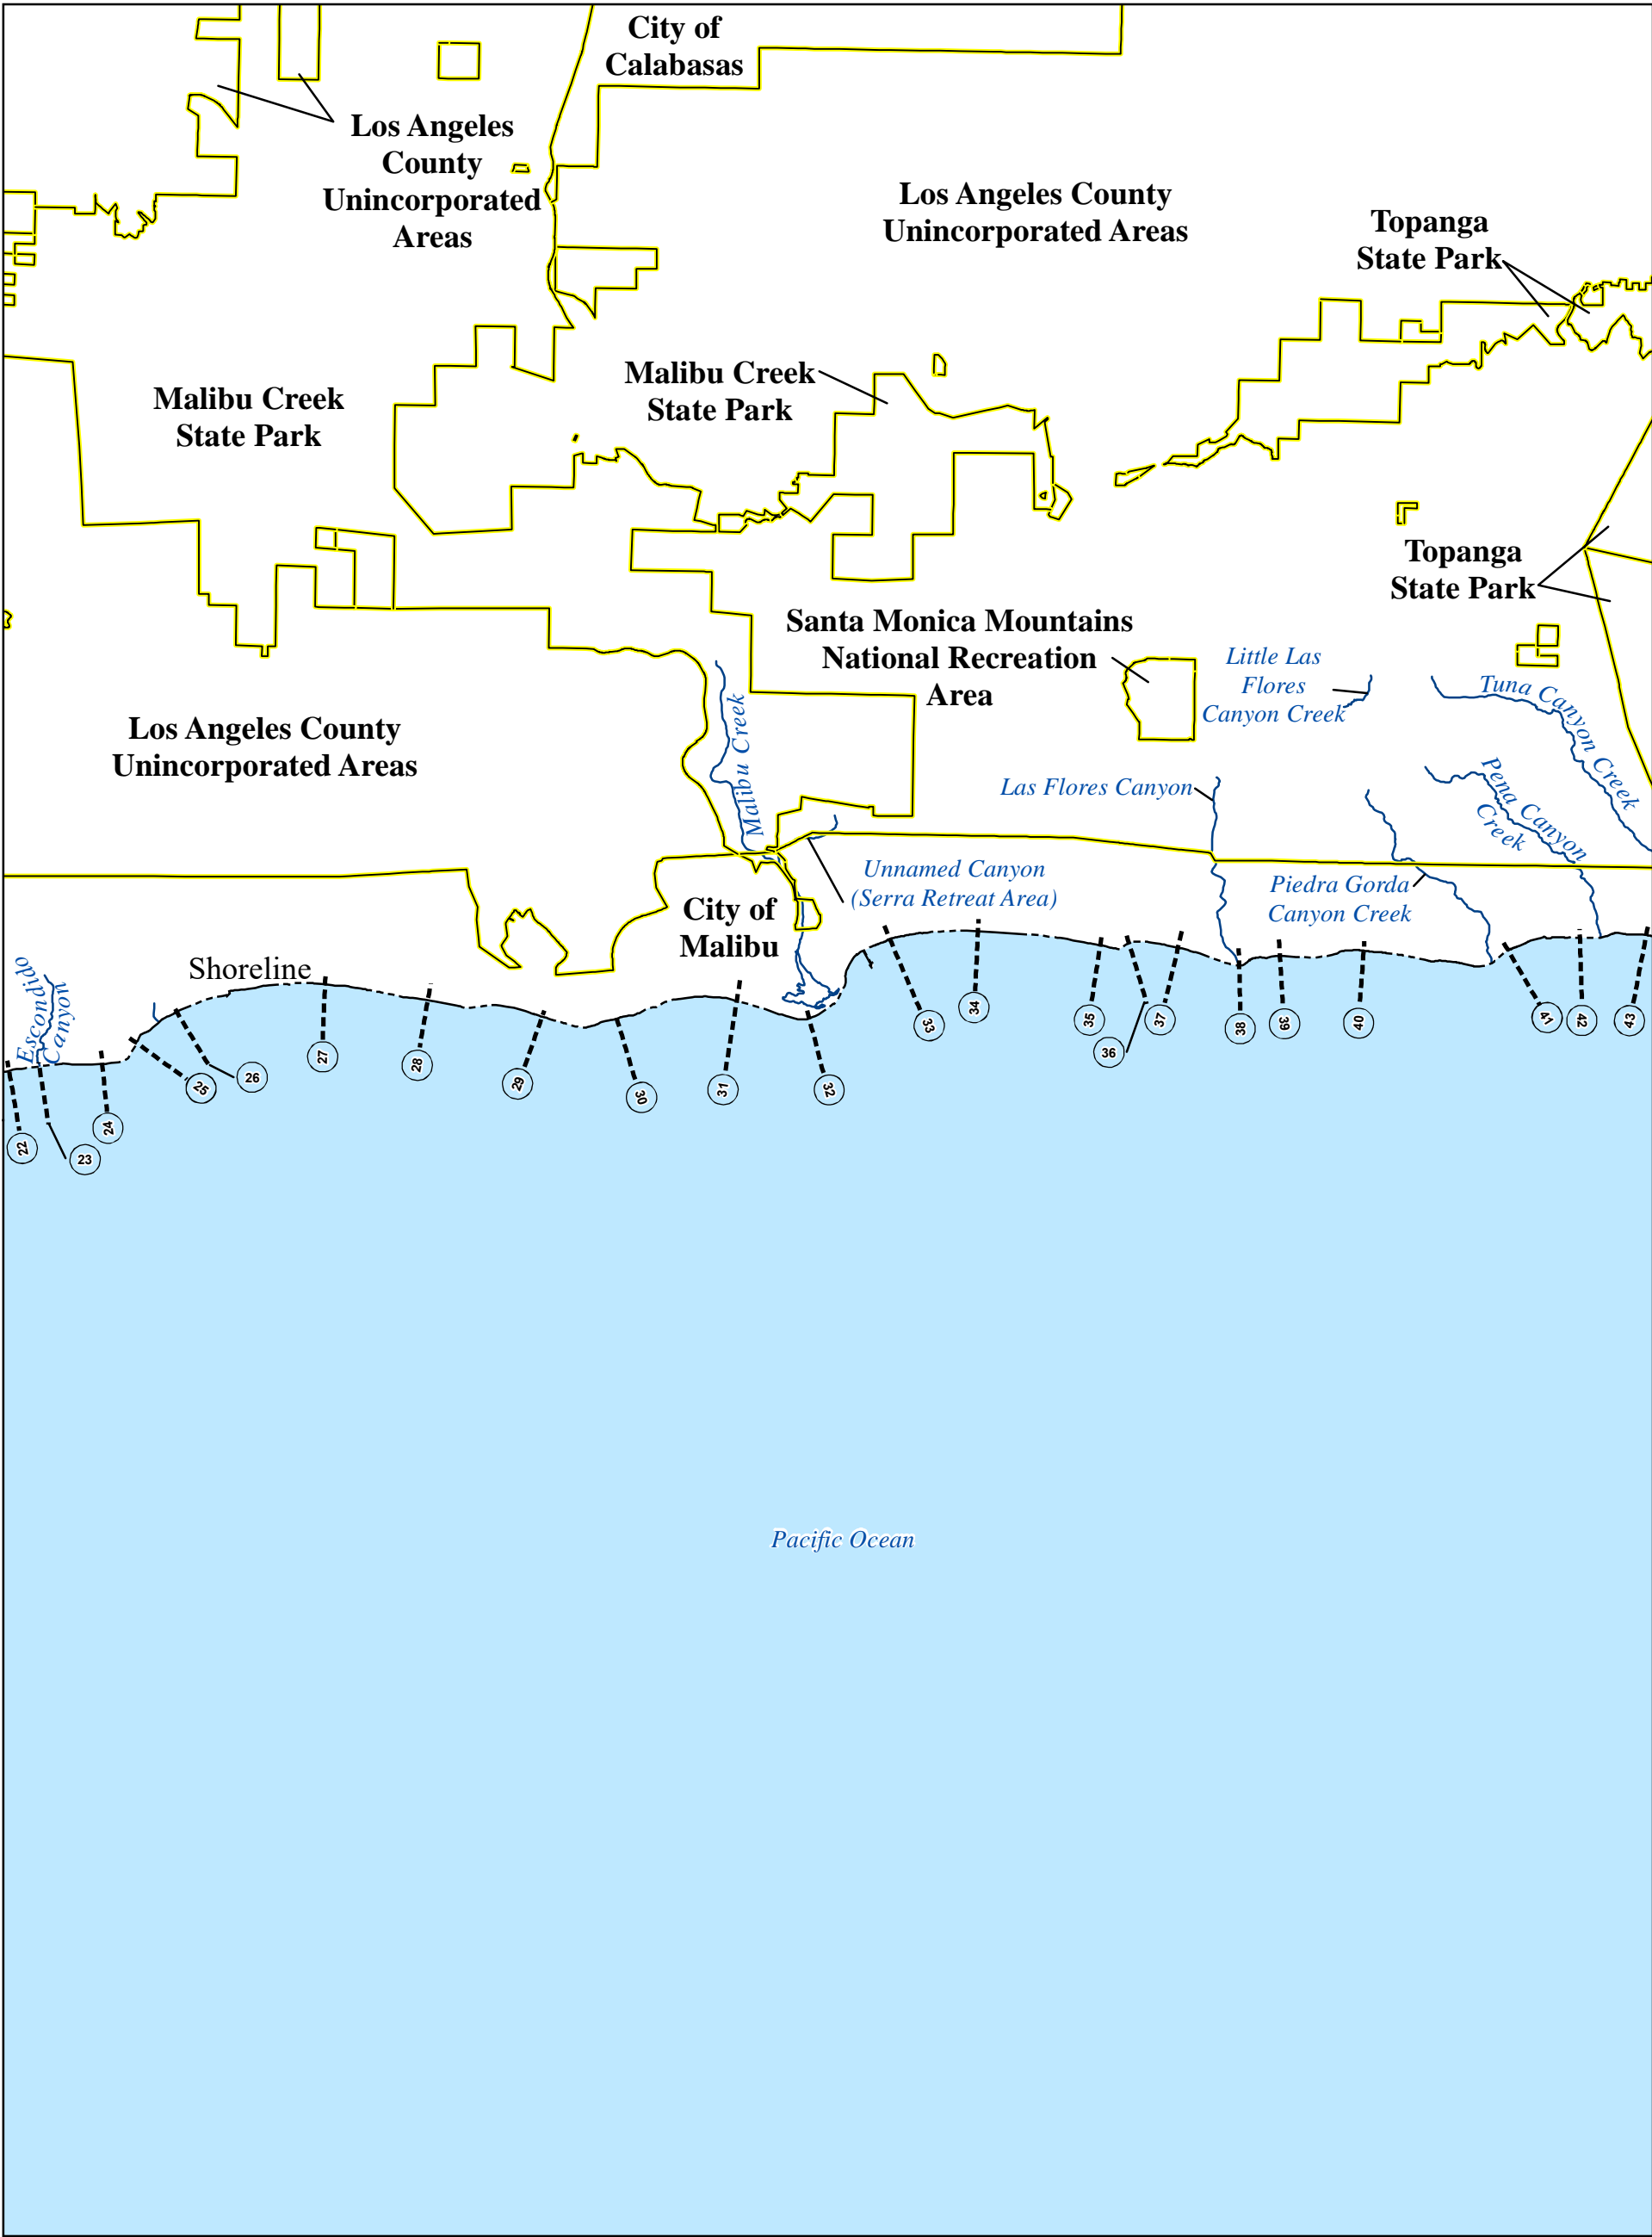 City of
Calabasas
Los Angeles
County
Unincorporated
Areas
Los Angeles County
Unincorporated Areas
Topanga
State Park
Malibu Creek
State Park
Malibu Creek
State Park
Topanga
State Park
Santa Monica Mountains
National Recreation
Area
Little Las
Flores
Canyon Creek
Tuna Canyon Creek
Los Angeles County
Unincorporated Areas
Malibu Creek
Las Flores Canyon
Pena Canyon
Creek
Unnamed Canyon
(Serra Retreat Area)
Piedra Gorda
Canyon Creek
City of
Malibu
Shoreline
Escondido
Canyon
22
23
24
25
26
27
28
29
30
31
32
33
34
35
36
37
38
39
40
41
42
43
Pacific Ocean